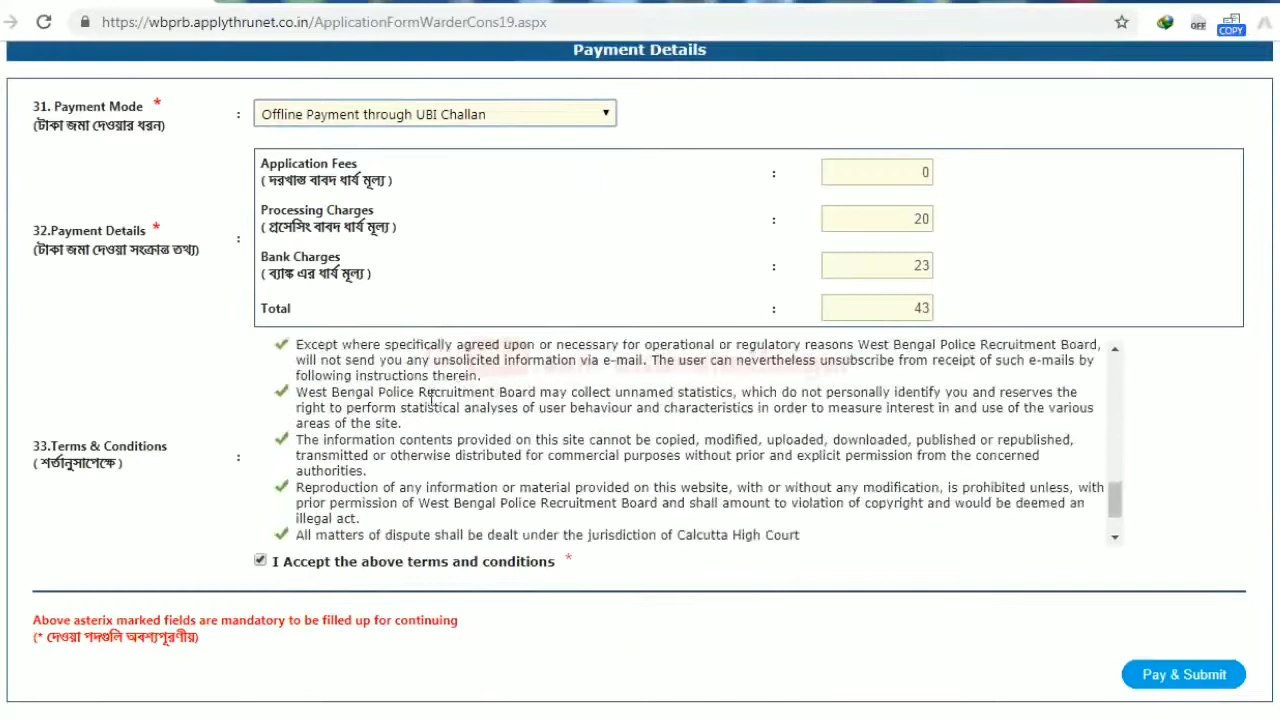 https://wbprb.applythrunet.co.in/ApplicationFormWarderCons19.aspx
OFF
COPY
Payment Details
31. Payment Mode *
(টাকা জমা দেওয়ার ধরন)
:
Offline Payment through UBI Challan
32.Payment Details *
(টাকা জমা দেওয়া সংক্রান্ত তথ্য)
:
Application Fees
( দরখাস্ত বাবদ ধার্য মূল্য )
: 0
Processing Charges
( প্রসেসিং বাবদ ধার্য মূল্য )
: 20
Bank Charges
( ব্যাঙ্ক এর ধার্য মূল্য )
: 23
Total : 43
33.Terms & Conditions
( শর্তানুসাপেক্ষে )
:
Except where specifically agreed upon or necessary for operational or regulatory reasons West Bengal Police Recruitment Board,
will not send you any unsolicited information via e-mail. The user can nevertheless unsubscribe from receipt of such e-mails by
following instructions therein.
West Bengal Police Recruitment Board may collect unnamed statistics, which do not personally identify you and reserves the
right to perform statistical analyses of user behaviour and characteristics in order to measure interest in and use of the various
areas of the site.
The information contents provided on this site cannot be copied, modified, uploaded, downloaded, published or republished,
transmitted or otherwise distributed for commercial purposes without prior and explicit permission from the concerned
authorities.
Reproduction of any information or material provided on this website, with or without any modification, is prohibited unless, with
prior permission of West Bengal Police Recruitment Board and shall amount to violation of copyright and would be deemed an
illegal act.
All matters of dispute shall be dealt under the jurisdiction of Calcutta High Court
I Accept the above terms and conditions *
Above asterix marked fields are mandatory to be filled up for continuing
(* দেওয়া পদগুলি অবশ্যপূরণীয়)
Pay & Submit